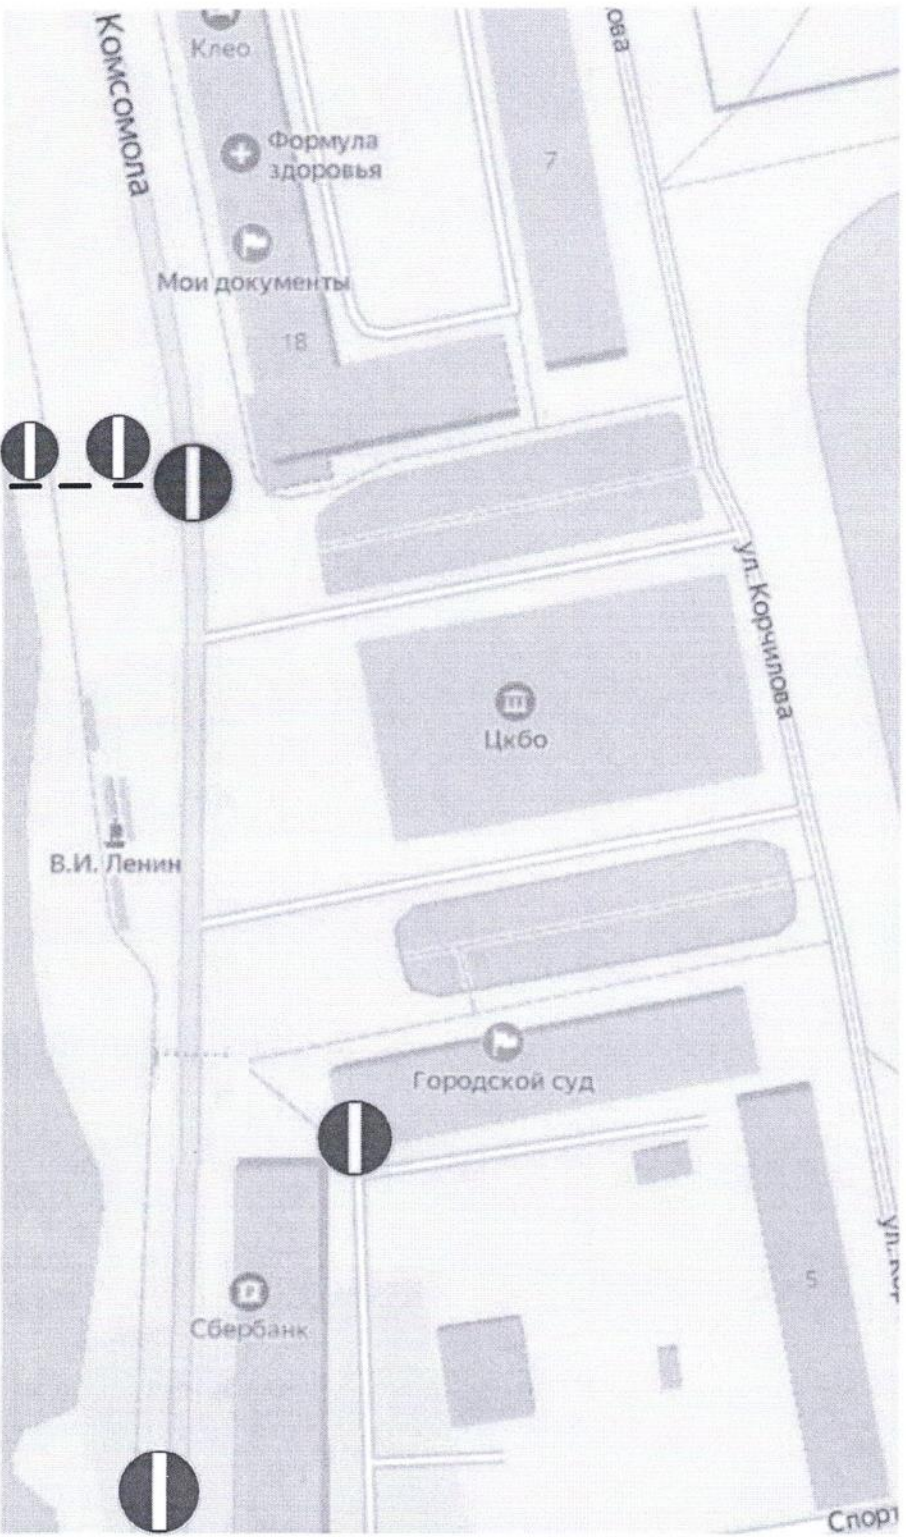 Комсомола
Клео
ова
Формула
здоровья
7
Мои документы
18
ул. Корчилова
Цкбо
В.И. Ленин
Городской суд
5
Сбербанк
Спорт